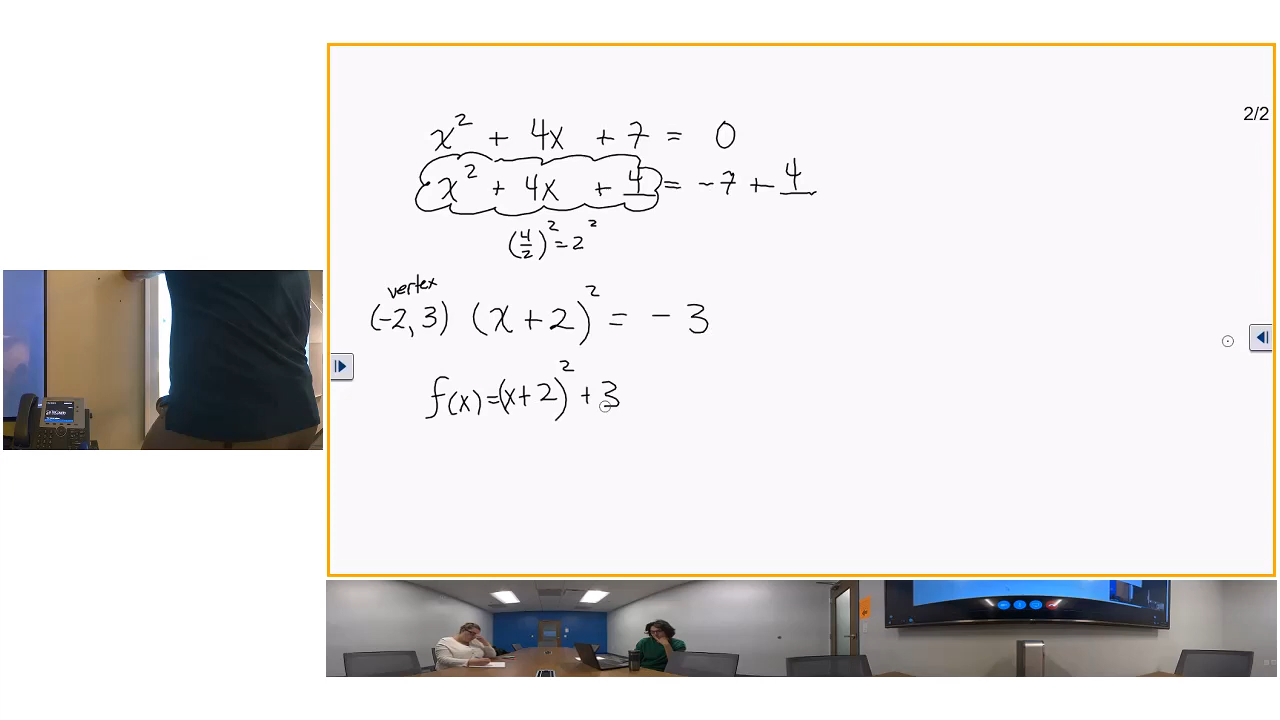 2/2
x² + 4x + 7 = 0
x² + 4x + 4 = -7 + 4
(4/2)² = 2²
vertex
(-2, 3) (x + 2)² = - 3
f(x) = (x + 2)² + 3